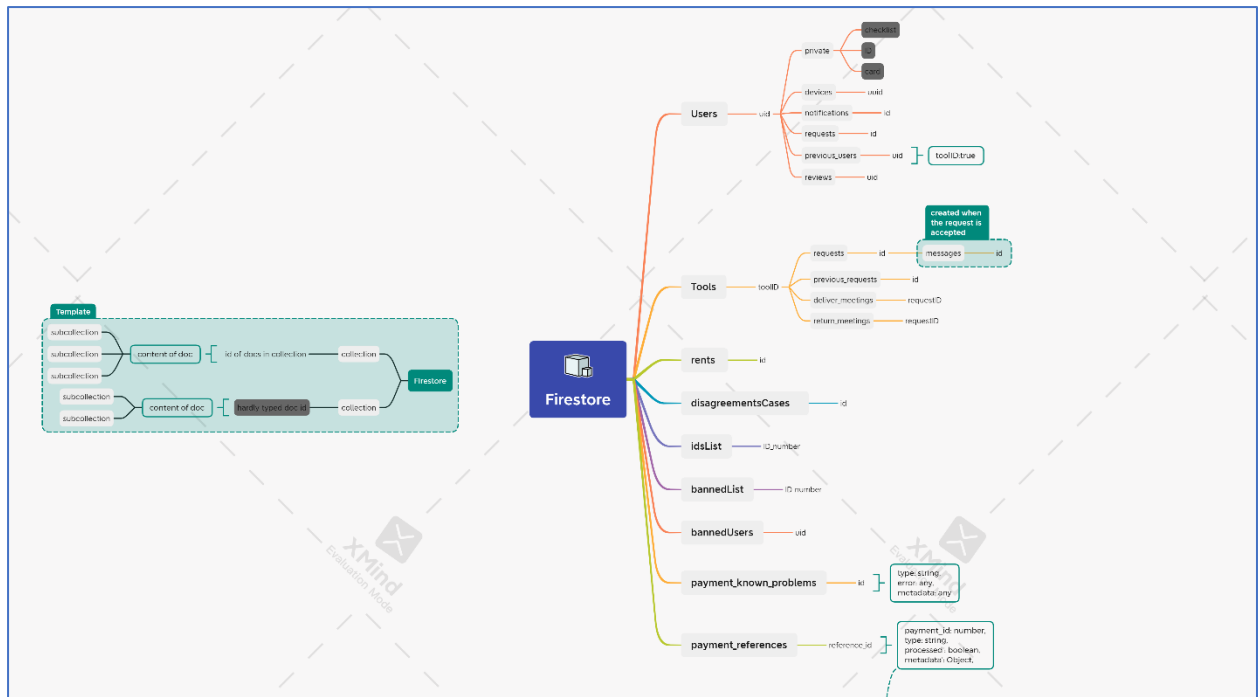 Template
subcollection
subcollection
subcollection
content of doc
id of docs in collection
collection
Firestore
subcollection
subcollection
content of doc
hardly typed doc id
collection
Firestore
Users
uid
private
checklist
ID
card
devices
uuid
notifications
id
requests
id
previous_users
uid
toolID:true
reviews
uid
Tools
toolID
created when
the request is
accepted
requests
id
messages
id
previous_requests
id
deliver_meetings
requestID
return_meetings
requestID
rents
id
disagreementsCases
id
idsList
ID_number
bannedList
ID_number
bannedUsers
uid
payment_known_problems
id
type: string,
error: any,
metadata: any
payment_references
reference_id
payment_id: number,
type: string,
processed: boolean,
metadata: Object,
XMind
Evaluation Mode
XMind
Evaluation Mode